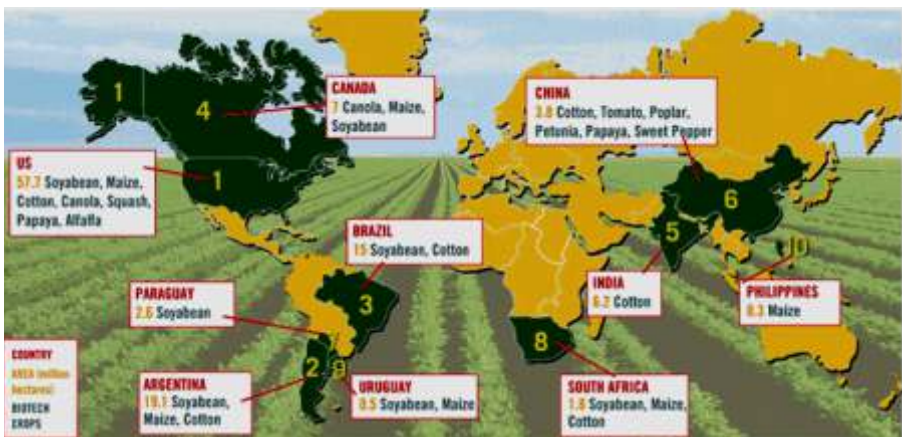 CANADA
7 Canola, Maize,
Soyabean
CHINA
3.8 Cotton, Tomato, Poplar,
Petunia, Papaya, Sweet Pepper
US
57.7 Soyabean, Maize,
Cotton, Canola, Squash,
Papaya, Alfalfa
BRAZIL
15 Soyabean, Cotton
PARAGUAY
2.6 Soyabean
INDIA
6.2 Cotton
PHILIPPINES
0.3 Maize
ARGENTINA
19.1 Soyabean,
Maize, Cotton
URUGUAY
0.5 Soyabean, Maize
SOUTH AFRICA
1.8 Soyabean, Maize,
Cotton
COUNTRY
AREA (million
hectares)
BIOTECH
CROPS
1
4
1
6
5
10
3
8
2
9